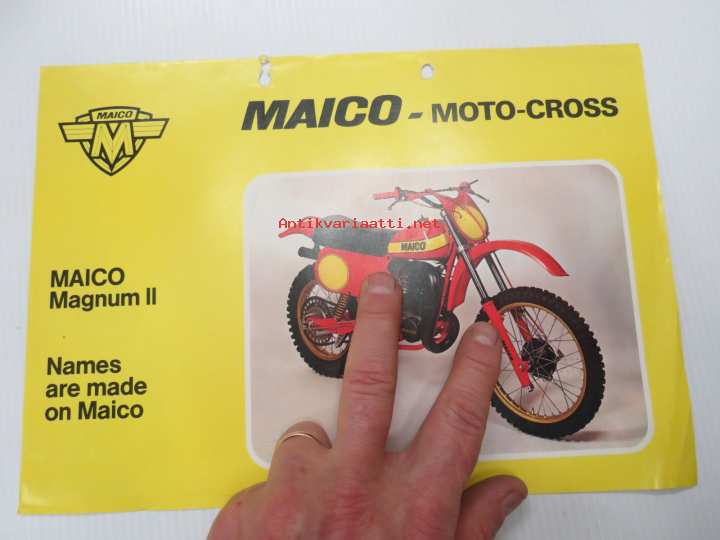 MAICO
M
MAICO - MOTO-CROSS
Antikvariaatti.net
MAICO
MAICO
Magnum II
Names
are made
on Maico